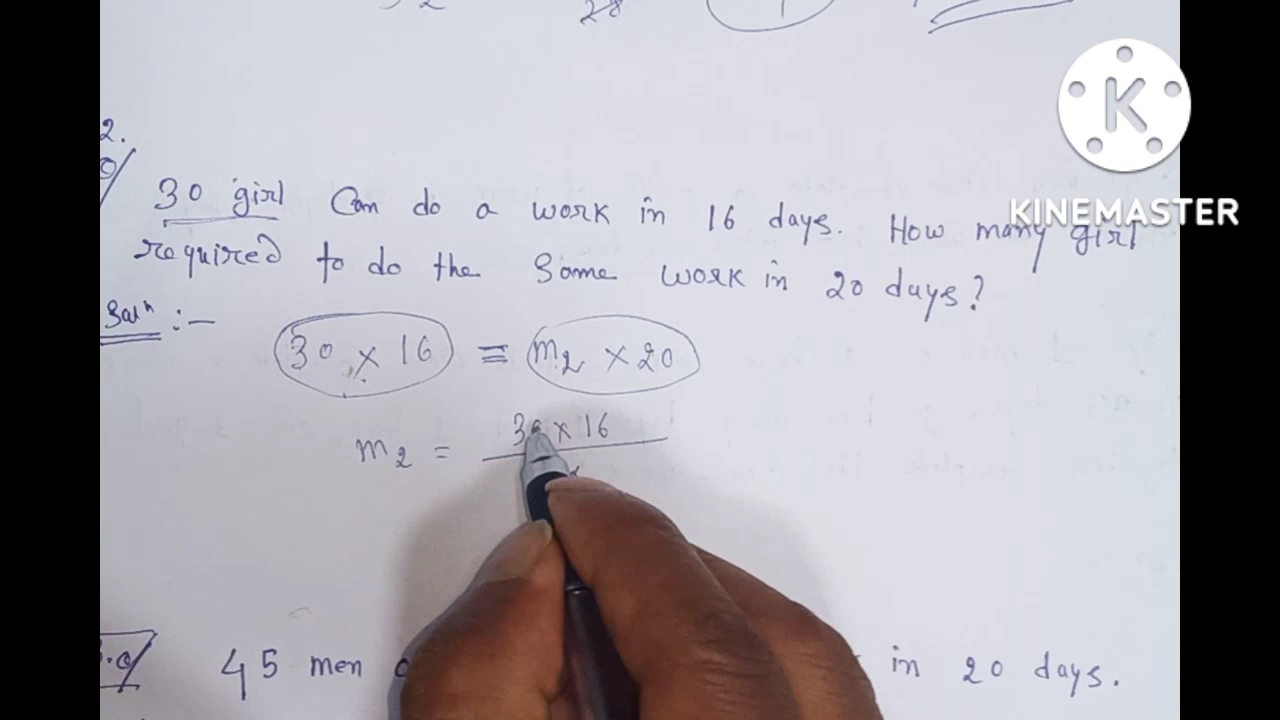 28
2.
30 girl Can do a work in 16 days. How many girl
required to do the Same work in 20 days?
Solⁿ :-
30 × 16 = m₂ × 20
m₂ = 30 × 16
45 men
in 20 days.
KINEMASTER